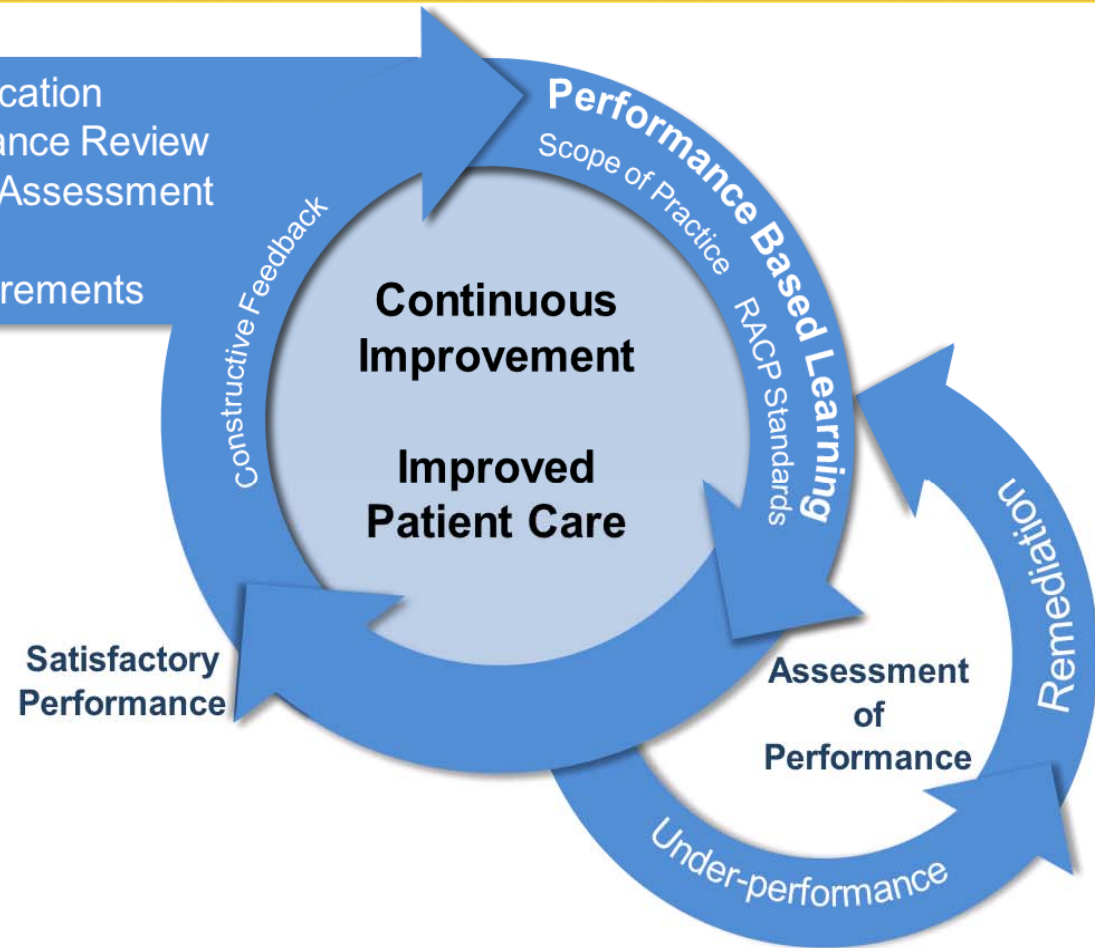 cation
ance Review
Assessment
rements
Performance Based Learning
Scope of Practice
RACP Standards
Constructive Feedback
Continuous
Improvement
Improved
Patient Care
Satisfactory
Performance
Assessment
of
Performance
Remediation
Under-performance